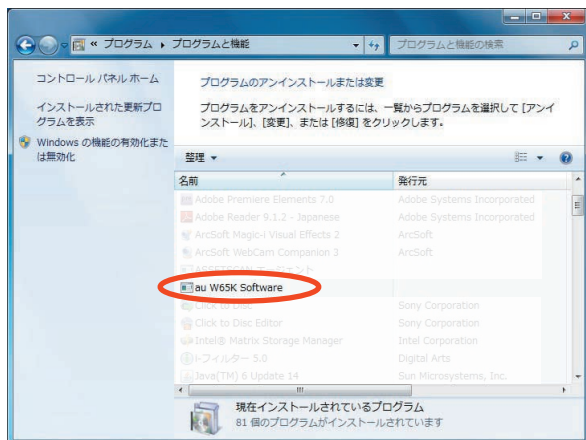 « プログラム ▸ プログラムと機能
プログラムと機能の検索
コントロール パネル ホーム
インストールされた更新プロ
グラムを表示
Windows の機能の有効化また
は無効化
プログラムのアンインストールまたは変更
プログラムをアンインストールするには、一覧からプログラムを選択して [アンイ
ンストール]、[変更]、または [修復] をクリックします。
整理
名前 発行元
Adobe Premiere Elements 7.0 Adobe Systems Incorporated
Adobe Reader 9.1.2 - Japanese Adobe Systems Incorporated
ArcSoft Magic-i Visual Effects 2 ArcSoft
ArcSoft WebCam Companion 3 ArcSoft
au W65K Software
Click to Disc Sony Corporation
Click to Disc Editor Sony Corporation
Intel® Matrix Storage Manager Intel Corporation
i-フィルター 5.0 Digital Arts
Java(TM) 6 Update 14 Sun Microsystems, Inc.
現在インストールされているプログラム
81 個のプログラムがインストールされています